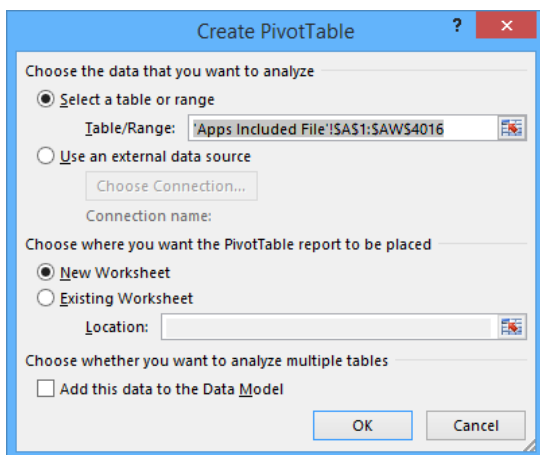 Create PivotTable ? ×
Choose the data that you want to analyze
Select a table or range
Table/Range: 'Apps Included File'!$A$1:$AW$4016
Use an external data source
Choose Connection...
Connection name:
Choose where you want the PivotTable report to be placed
New Worksheet
Existing Worksheet
Location:
Choose whether you want to analyze multiple tables
Add this data to the Data Model
OK Cancel